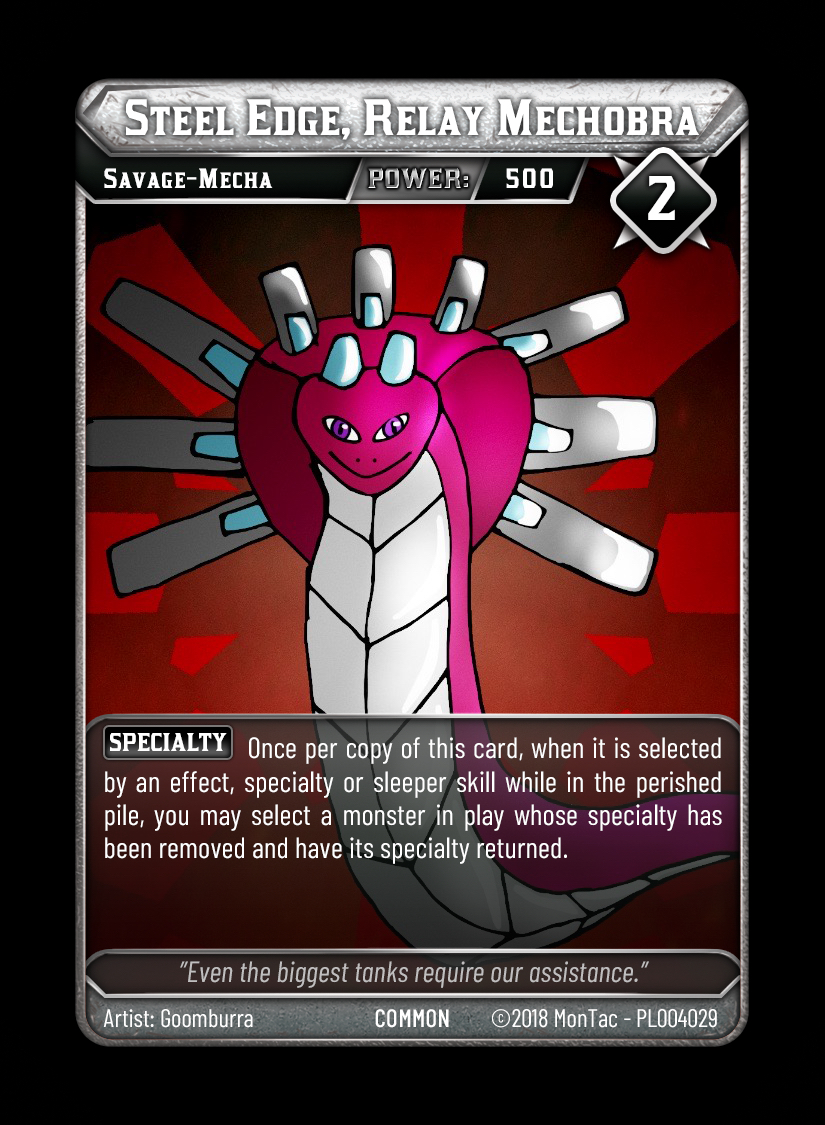 Steel Edge, Relay Mechobra
Savage-Mecha POWER: 500
2
SPECIALTY Once per copy of this card, when it is selected
by an effect, specialty or sleeper skill while in the perished
pile, you may select a monster in play whose specialty has
been removed and have its specialty returned.
"Even the biggest tanks require our assistance."
Artist: Goomburra COMMON ©2018 MonTac - PL004029